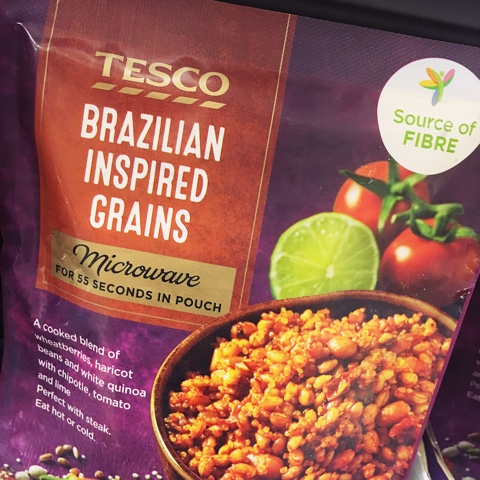 TESCO
BRAZILIAN
INSPIRED
GRAINS
Microwave
FOR 55 SECONDS IN POUCH
Source of
FIBRE
A cooked blend of
wheatberries, haricot
beans and white quinoa
with chipotle, tomato
and lime
Perfect with steak.
Eat hot or cold.